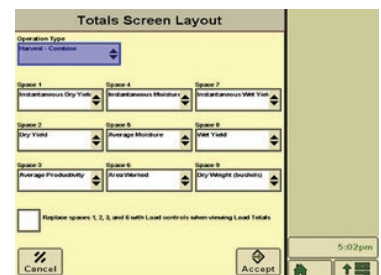 Totals Screen Layout
Operation Type
Harvest - Combine
Space 1
Space 4
Space 7
Instantaneous Dry Yiel
Instantaneous Moisture
Instantaneous Wet Yiel
Space 2
Space 5
Space 8
Dry Yield
Average Moisture
Wet Yield
Space 3
Space 6
Space 9
Average Productivity
Area Worked
Dry Weight (bushels)
Replace spaces 1, 2, 3, and 6 with Load controls when viewing Load Totals
Cancel
Accept
5:02pm